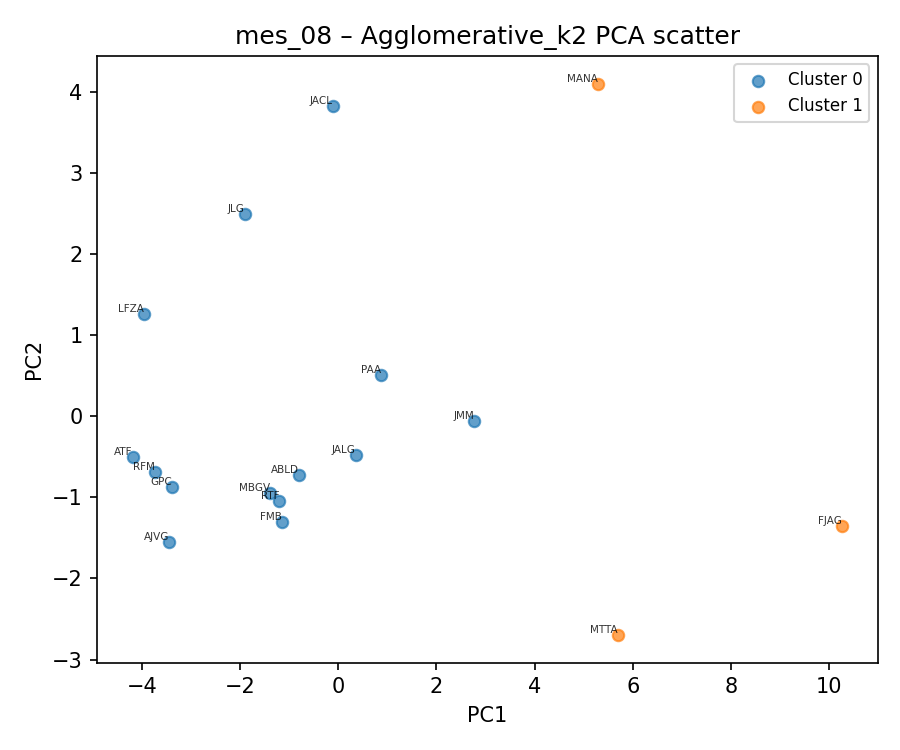 mes_08 – Agglomerative_k2 PCA scatter
Cluster 0
Cluster 1
MANA
JACL
JLG
LFZA
PAA
JMM
JALG
ATF
RFM
GPC
ABLD
MBGV
RTF
FMB
AJVG
FJAG
MTTA
PC2
4
3
2
1
0
−1
−2
−3
−4
−2
0
2
4
6
8
10
PC1